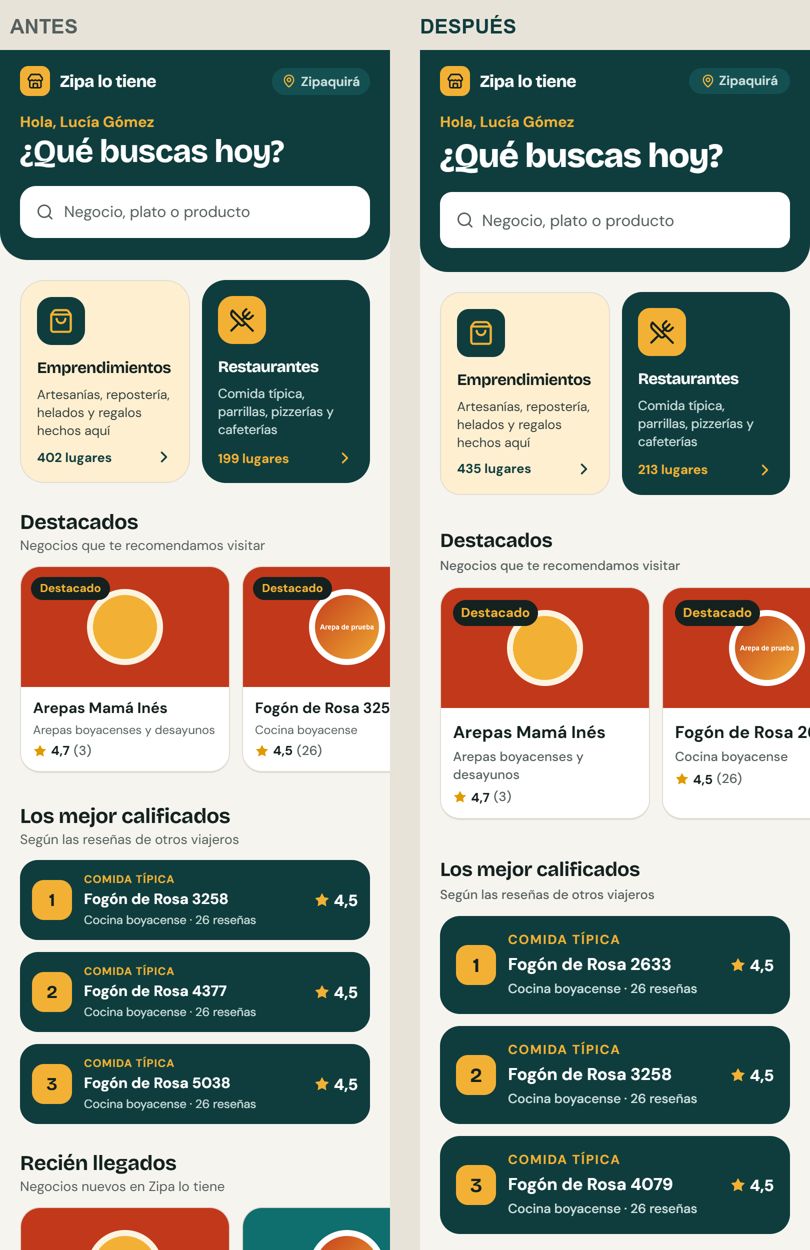 ANTES
Zipa lo tiene
Zipaquirá
Hola, Lucía Gómez
¿Qué buscas hoy?
Negocio, plato o producto
Emprendimientos
Artesanías, repostería,
helados y regalos
hechos aquí
402 lugares
Restaurantes
Comida típica,
parrillas, pizzerías y
cafeterías
199 lugares
Destacados
Negocios que te recomendamos visitar
Destacado
Arepas Mamá Inés
Arepas boyacenses y desayunos
4,7 (3)
Destacado
Arepa de prueba
Fogón de Rosa 325
Cocina boyacense
4,5 (26)
Los mejor calificados
Según las reseñas de otros viajeros
1
COMIDA TÍPICA
Fogón de Rosa 3258
Cocina boyacense · 26 reseñas
4,5
2
COMIDA TÍPICA
Fogón de Rosa 4377
Cocina boyacense · 26 reseñas
4,5
3
COMIDA TÍPICA
Fogón de Rosa 5038
Cocina boyacense · 26 reseñas
4,5
Recién llegados
Negocios nuevos en Zipa lo tiene
DESPUÉS
Zipa lo tiene
Zipaquirá
Hola, Lucía Gómez
¿Qué buscas hoy?
Negocio, plato o producto
Emprendimientos
Artesanías, repostería,
helados y regalos
hechos aquí
435 lugares
Restaurantes
Comida típica,
parrillas, pizzerías y
cafeterías
213 lugares
Destacados
Negocios que te recomendamos visitar
Destacado
Arepas Mamá Inés
Arepas boyacenses y
desayunos
4,7 (3)
Destacado
Arepa de prueba
Fogón de Rosa 20
Cocina boyacense
4,5 (26)
Los mejor calificados
Según las reseñas de otros viajeros
1
COMIDA TÍPICA
Fogón de Rosa 2633
Cocina boyacense · 26 reseñas
4,5
2
COMIDA TÍPICA
Fogón de Rosa 3258
Cocina boyacense · 26 reseñas
4,5
3
COMIDA TÍPICA
Fogón de Rosa 4079
Cocina boyacense · 26 reseñas
4,5